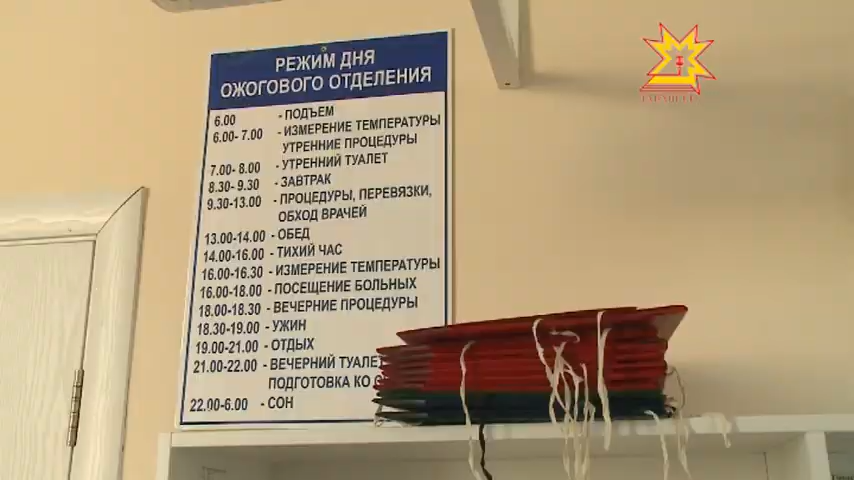 РЕЖИМ ДНЯ
ОЖОГОВОГО ОТДЕЛЕНИЯ
6.00 - ПОДЪЕМ
6.00- 7.00 - ИЗМЕРЕНИЕ ТЕМПЕРАТУРЫ
УТРЕННИЕ ПРОЦЕДУРЫ
7.00- 8.00 - УТРЕННИЙ ТУАЛЕТ
8.30- 9.30 - ЗАВТРАК
9.30-13.00 - ПРОЦЕДУРЫ, ПЕРЕВЯЗКИ,
ОБХОД ВРАЧЕЙ
13.00-14.00 - ОБЕД
14.00-16.00 - ТИХИЙ ЧАС
16.00-16.30 - ИЗМЕРЕНИЕ ТЕМПЕРАТУРЫ
16.00-18.00 - ПОСЕЩЕНИЕ БОЛЬНЫХ
18.00-18.30 - ВЕЧЕРНИЕ ПРОЦЕДУРЫ
18.30-19.00 - УЖИН
19.00-21.00 - ОТДЫХ
21.00-22.00 - ВЕЧЕРНИЙ ТУАЛЕТ
ПОДГОТОВКА КО
22.00-6.00 - СОН